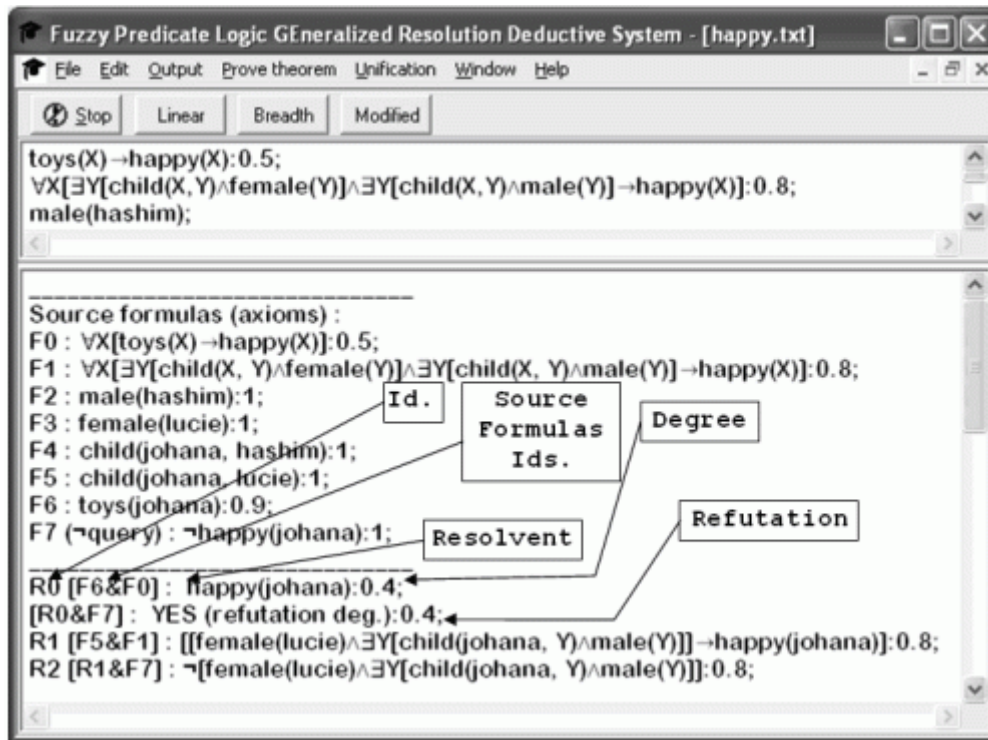 Fuzzy Predicate Logic GEneralized Resolution Deductive System - [happy.txt]
File Edit Output Prove theorem Unification Window Help
Stop Linear Breadth Modified
toys(X)→happy(X):0.5;
∀X[∃Y[child(X,Y)∧female(Y)]∧∃Y[child(X,Y)∧male(Y)]→happy(X)]:0.8;
male(hashim);
Source formulas (axioms) :
F0 : ∀X[toys(X)→happy(X)]:0.5;
F1 : ∀X[∃Y[child(X, Y)∧female(Y)]∧∃Y[child(X, Y)∧male(Y)]→happy(X)]:0.8;
F2 : male(hashim):1;
F3 : female(lucie):1;
F4 : child(johana, hashim):1;
F5 : child(johana, lucie):1;
F6 : toys(johana):0.9;
F7 (¬query) : ¬happy(johana):1;
Id.
Source
Formulas
Ids.
Degree
Resolvent
Refutation
R0 [F6&F0] : happy(johana):0.4;
[R0&F7] : YES (refutation deg.):0.4;
R1 [F5&F1] : [[female(lucie)∧∃Y[child(johana, Y)∧male(Y)]]→happy(johana)]:0.8;
R2 [R1&F7] : ¬[female(lucie)∧∃Y[child(johana, Y)∧male(Y)]]:0.8;